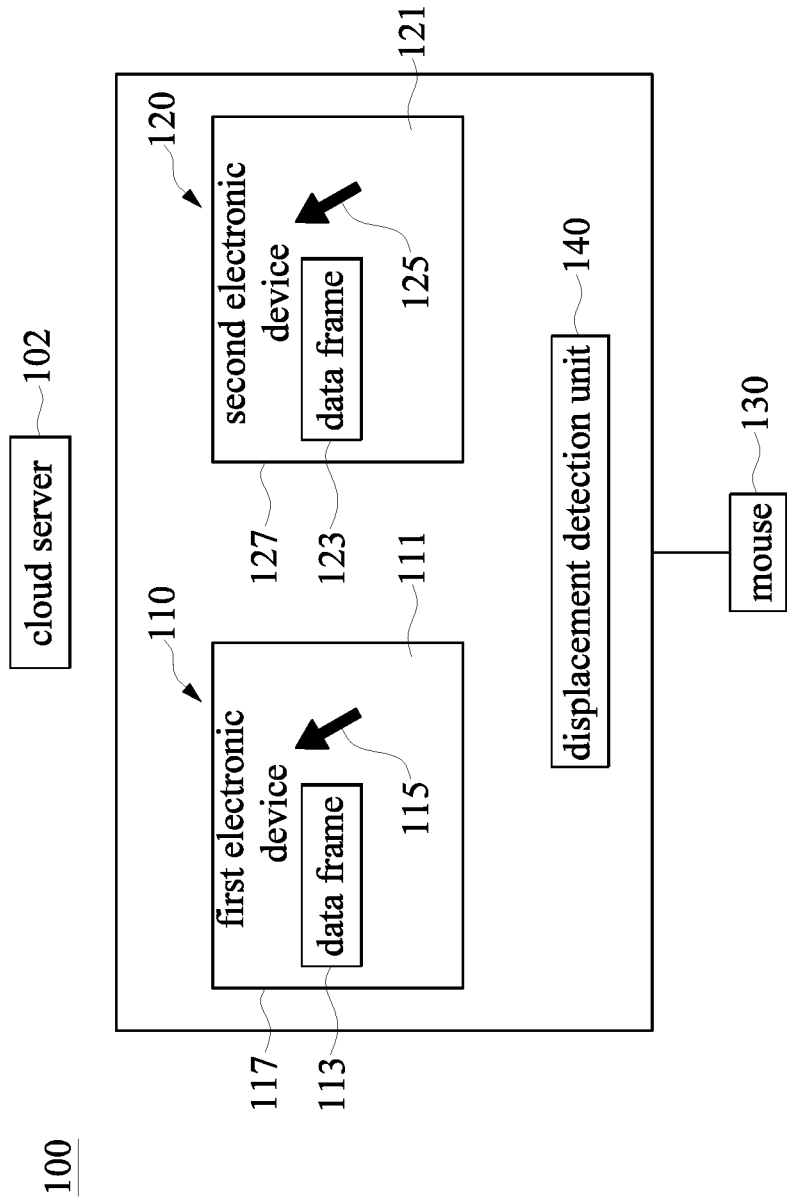 100
cloud server
102
110
120
first electronic
device
second electronic
device
data frame
data frame
117
113
115
111
127
123
125
121
displacement detection unit
140
mouse
130